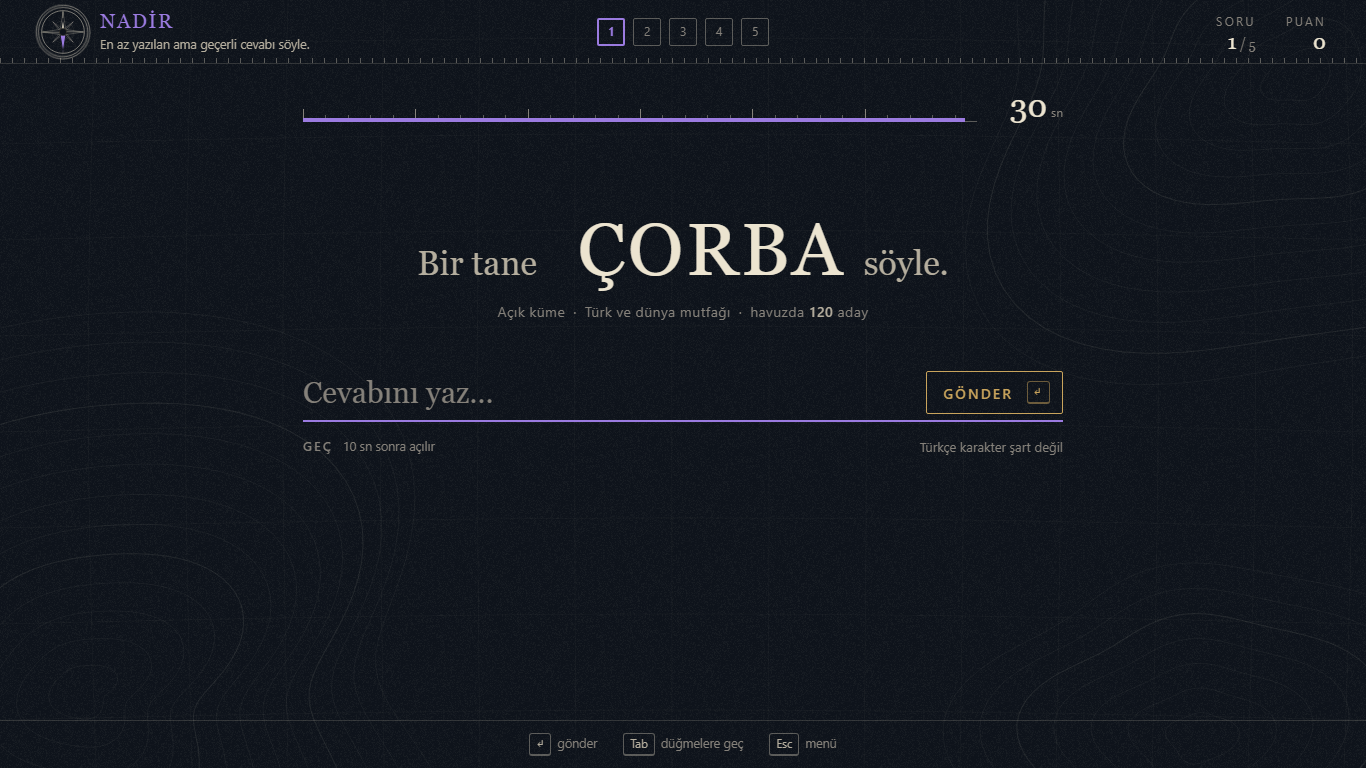 NADİR
En az yazılan ama geçerli cevabı söyle.
1 2 3 4 5
SORU PUAN
1 / 5 0
30 sn
Bir tane ÇORBA söyle.
Açık küme · Türk ve dünya mutfağı · havuzda 120 aday
Cevabını yaz...
GÖNDER ↵
GEÇ 10 sn sonra açılır
Türkçe karakter şart değil
↵ gönder Tab düğmelere geç Esc menü